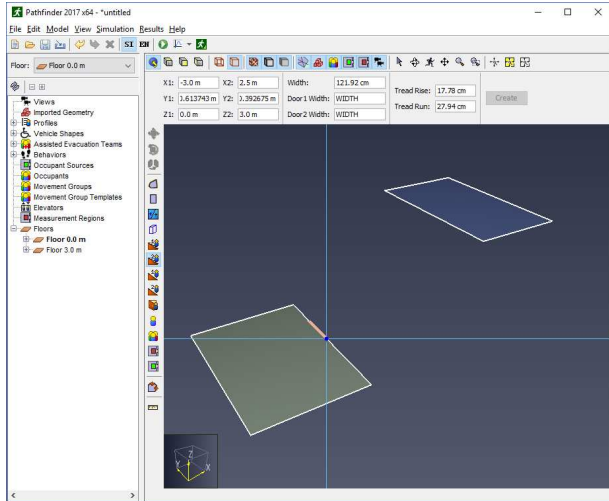 Pathfinder 2017 x64 - *untitled
File Edit Model View Simulation Results Help
SI EN
Floor: Floor 0.0 m
X1: -3.0 m X2: 2.5 m Width: 121.92 cm Tread Rise: 17.78 cm Create
Y1: 0.613743 m Y2: 0.392675 m Door1 Width: WIDTH Tread Run: 27.94 cm
Z1: 0.0 m Z2: 3.0 m Door2 Width: WIDTH
Views
Imported Geometry
Profiles
Vehicle Shapes
Assisted Evacuation Teams
Behaviors
Occupant Sources
Occupants
Movement Groups
Movement Group Templates
Elevators
Measurement Regions
Floors
Floor 0.0 m
Floor 3.0 m
Z
Y X